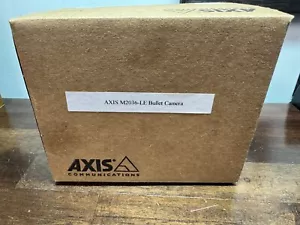 AXIS M2036-LE Bullet Camera
AXIS
COMMUNICATIONS